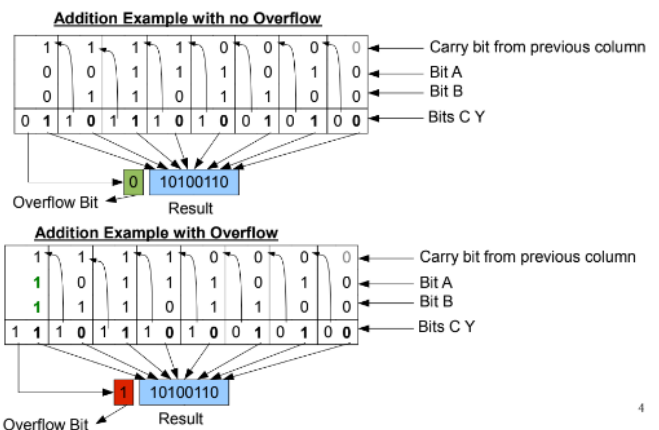 Addition Example with no Overflow
1 1 1 1 0 0 0 0 Carry bit from previous column
0 0 1 1 1 0 1 0 Bit A
0 1 1 0 1 1 0 0 Bit B
0 1 1 0 1 1 1 0 1 0 0 1 0 1 0 0 Bits C Y
0 10100110
Overflow Bit
Result
Addition Example with Overflow
1 1 1 1 0 0 0 0 Carry bit from previous column
1 0 1 1 1 0 1 0 Bit A
1 1 1 0 1 1 0 0 Bit B
1 1 1 0 1 1 1 0 1 0 0 1 0 1 0 0 Bits C Y
1 10100110
Overflow Bit
Result
4